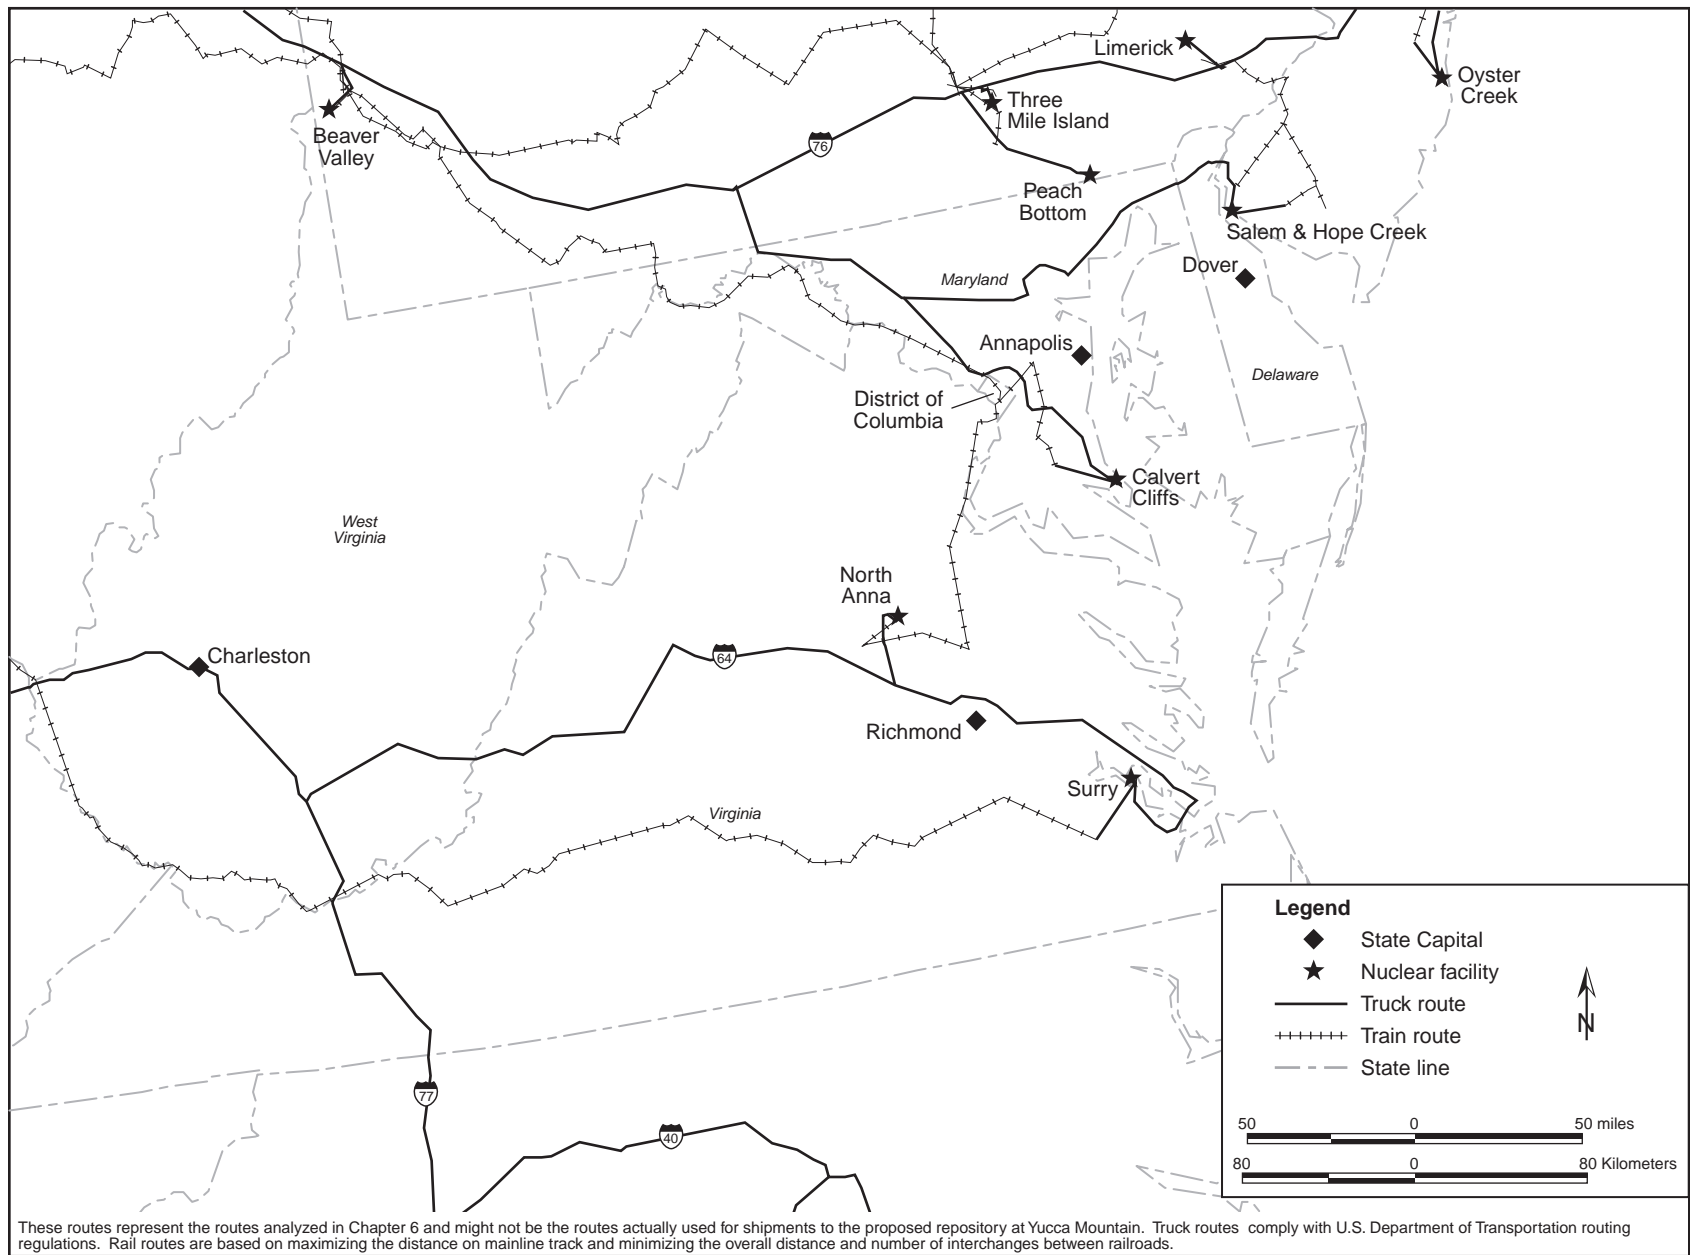 Limerick
Oyster
Creek
Three
Mile Island
Beaver
Valley
76
Peach
Bottom
Salem & Hope Creek
Dover
Maryland
Annapolis
Delaware
District of
Columbia
Calvert
Cliffs
West
Virginia
North
Anna
Charleston
64
Richmond
Surry
Virginia
Legend
State Capital
Nuclear facility
Truck route
Train route
State line
N
77
40
50 0 50 miles
80 0 80 Kilometers
These routes represent the routes analyzed in Chapter 6 and might not be the routes actually used for shipments to the proposed repository at Yucca Mountain. Truck routes comply with U.S. Department of Transportation routing
regulations. Rail routes are based on maximizing the distance on mainline track and minimizing the overall distance and number of interchanges between railroads.